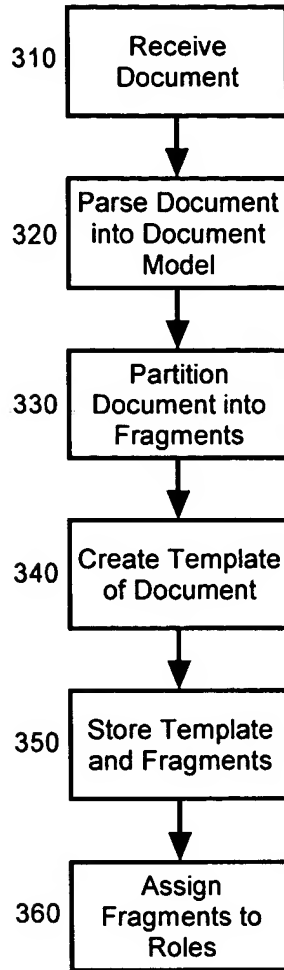 310
Receive
Document
320
Parse Document
into Document
Model
330
Partition
Document into
Fragments
340
Create Template
of Document
350
Store Template
and Fragments
360
Assign
Fragments to
Roles